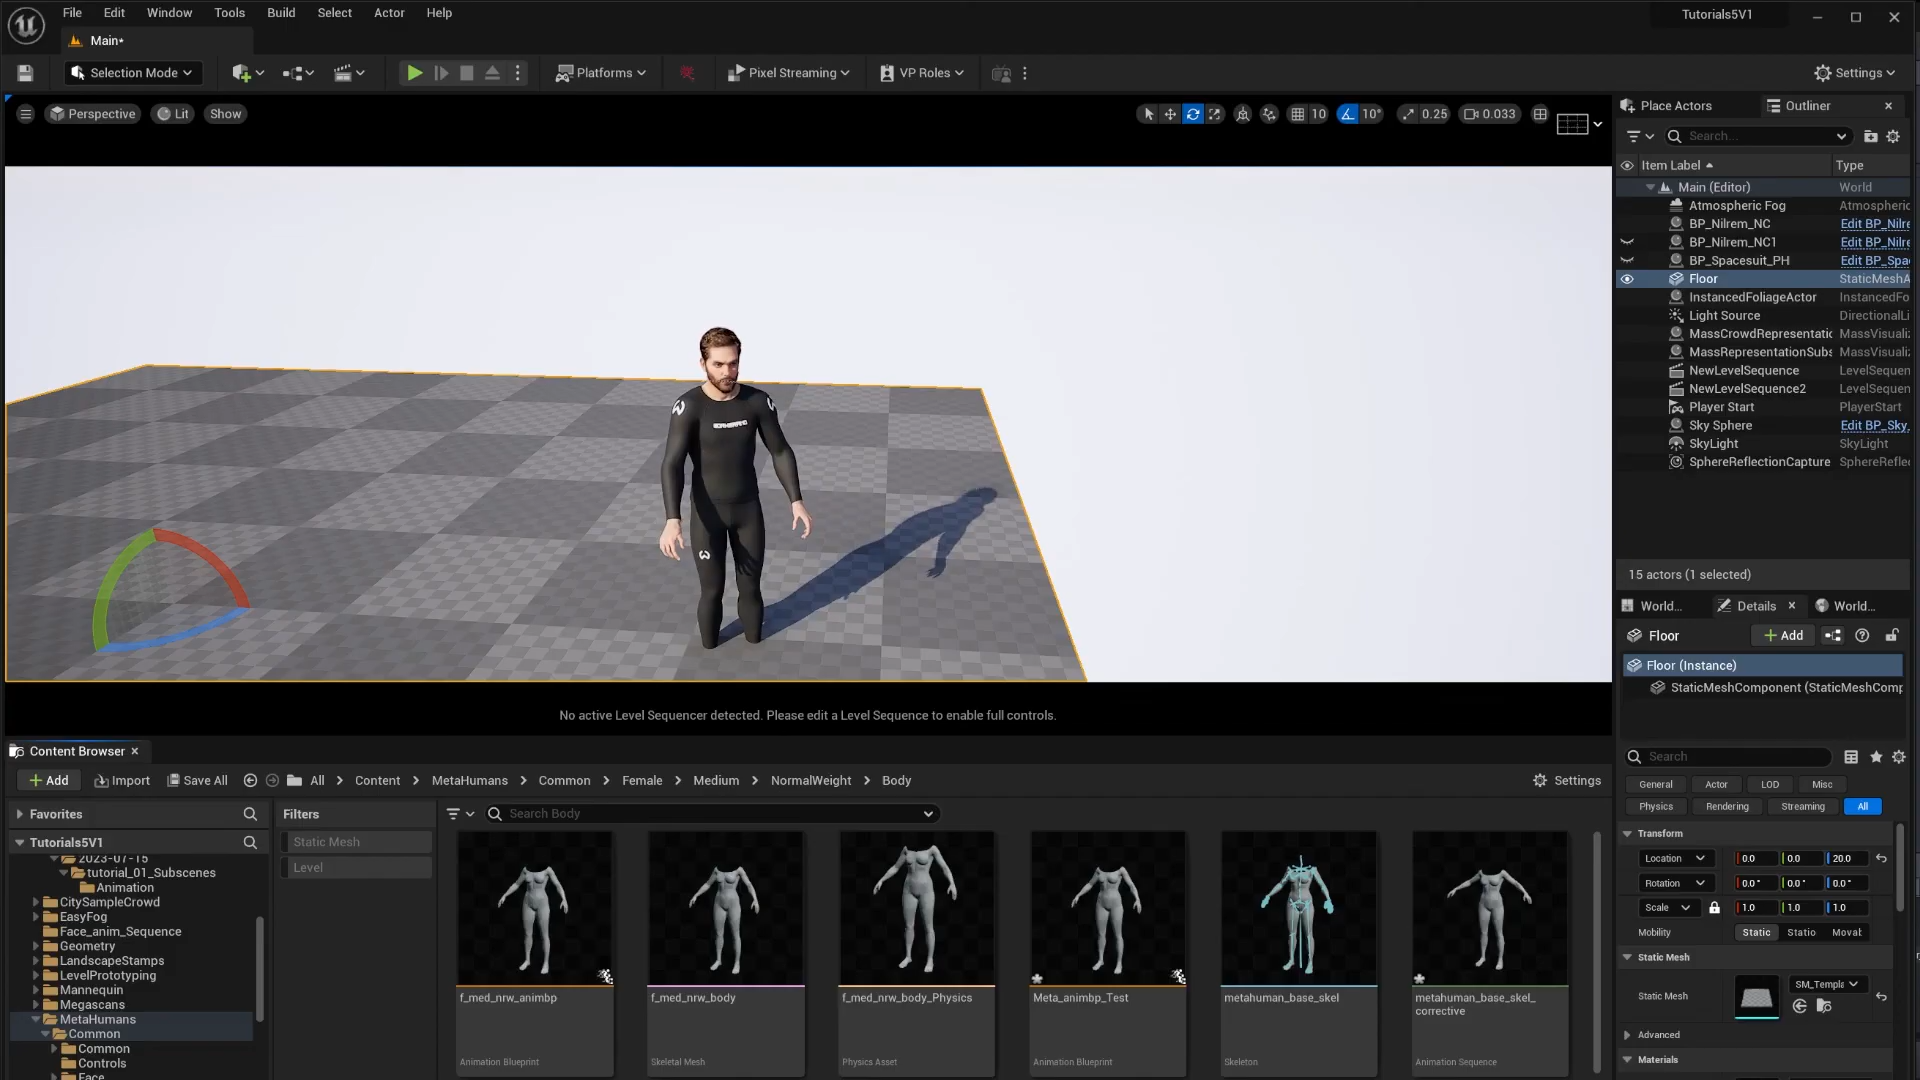 File Edit Window Tools Build Select Actor Help
Tutorials5V1
Main*
Selection Mode
Platforms
Pixel Streaming
VP Roles
Settings
Perspective Lit Show
10 10° 0.25 0.033
Place Actors
Outliner
Search...
Item Label Type
Main (Editor) World
Atmospheric Fog Atmospheric
BP_Nilrem_NC Edit BP_Nilre
BP_Nilrem_NC1 Edit BP_Nilre
BP_Spacesuit_PH Edit BP_Spa
Floor StaticMeshA
InstancedFoliageActor InstancedFo
Light Source DirectionalLi
MassCrowdRepresentatic MassVisuali
MassRepresentationSubs MassVisuali
NewLevelSequence LevelSequen
NewLevelSequence2 LevelSequen
Player Start PlayerStart
Sky Sphere Edit BP_Sky_
SkyLight SkyLight
SphereReflectionCapture SphereRefle
15 actors (1 selected)
World... Details World...
Floor
Add
Floor (Instance)
StaticMeshComponent (StaticMeshComp
Search
General Actor LOD Misc
Physics Rendering Streaming All
Transform
Location 0.0 0.0 20.0
Rotation 0.0° 0.0° 0.0°
Scale 1.0 1.0 1.0
Mobility Static Statio Movat
Static Mesh
Static Mesh SM_Templa
Advanced
Materials
No active Level Sequencer detected. Please edit a Level Sequence to enable full controls.
Content Browser
Add Import Save All All > Content > MetaHumans > Common > Female > Medium > NormalWeight > Body
Settings
Favorites
Tutorials5V1
2023-07-15
tutorial_01_Subscenes
Animation
CitySampleCrowd
EasyFog
Face_anim_Sequence
Geometry
LandscapeStamps
LevelPrototyping
Mannequin
Megascans
MetaHumans
Common
Common
Controls
Face
Filters
Static Mesh
Level
Search Body
f_med_nrw_animbp
Animation Blueprint
f_med_nrw_body
Skeletal Mesh
f_med_nrw_body_Physics
Physics Asset
Meta_animbp_Test
Animation Blueprint
metahuman_base_skel
Skeleton
metahuman_base_skel_
corrective
Animation Sequence